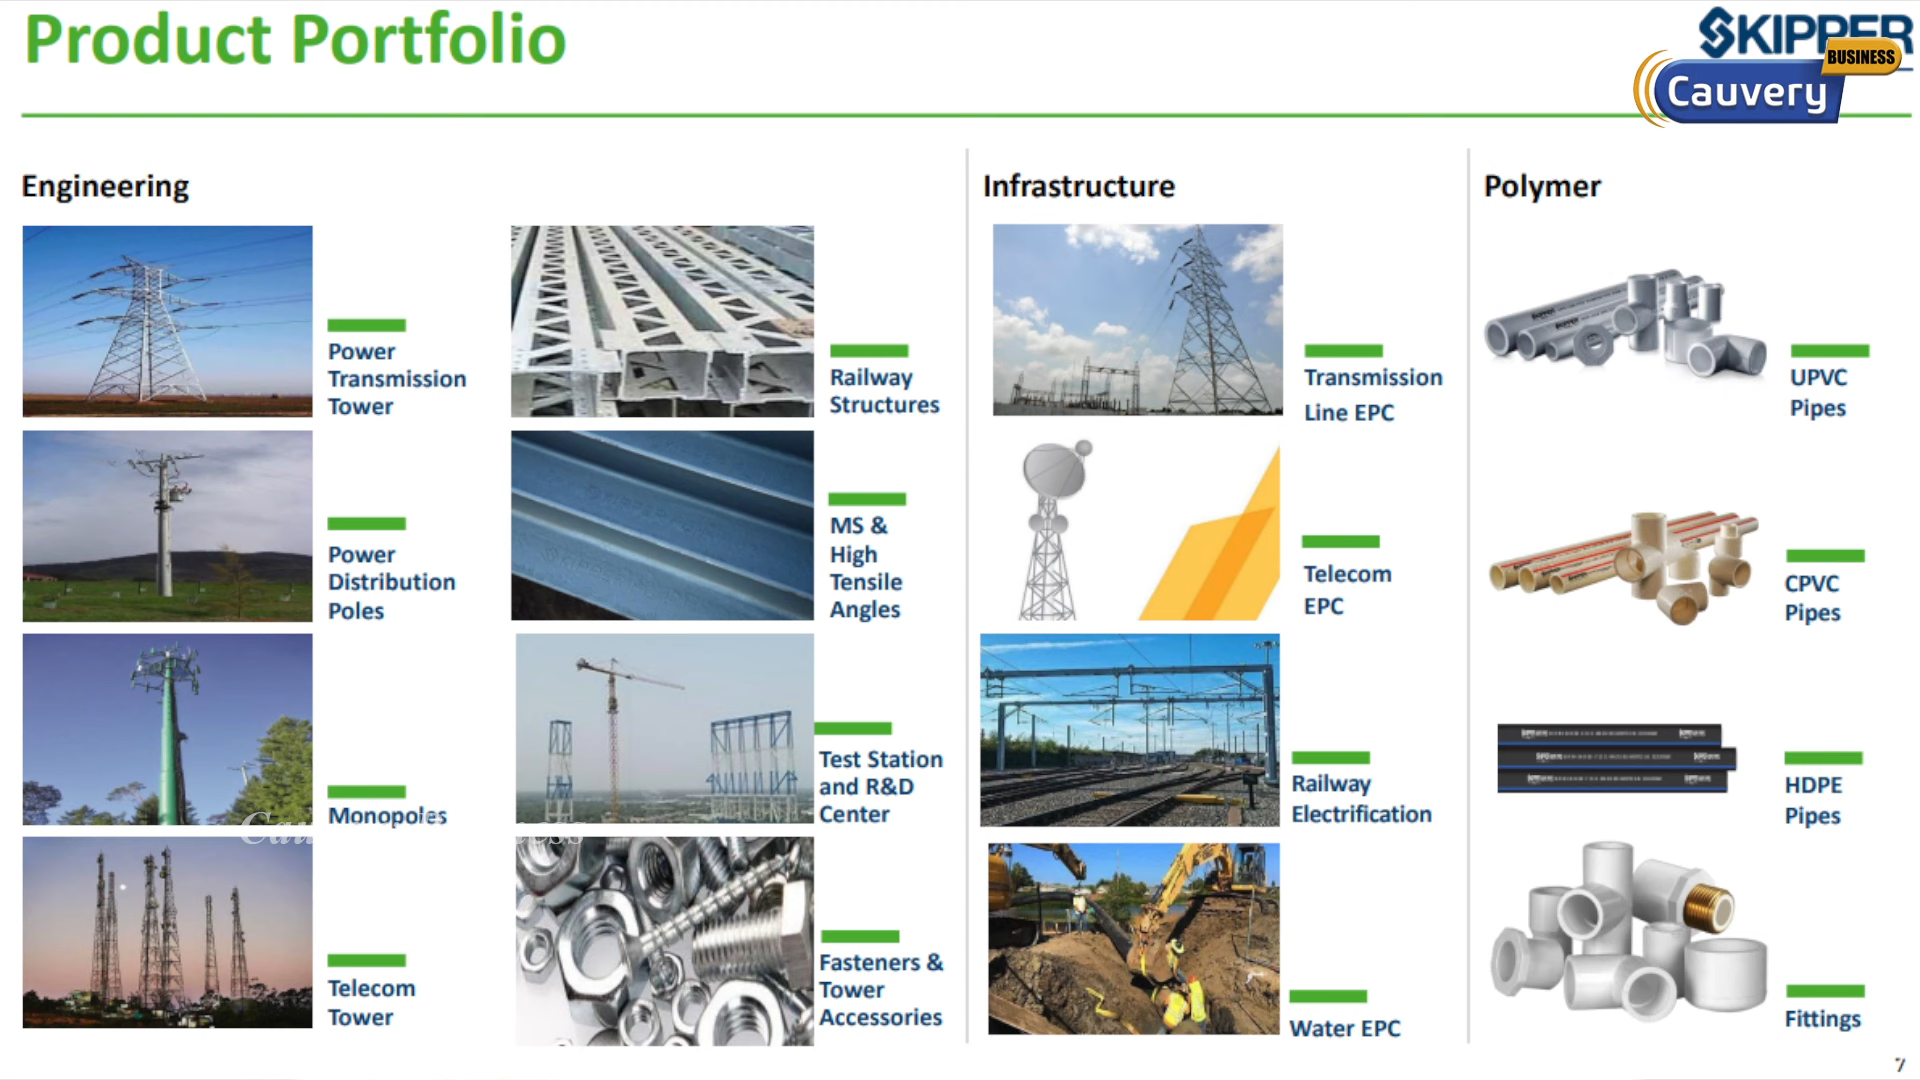 Product Portfolio
SKIPPER
BUSINESS
Cauvery
Engineering
Power
Transmission
Tower
Power
Distribution
Poles
Monopoles
Telecom
Tower
Railway
Structures
MS &
High
Tensile
Angles
Test Station
and R&D
Center
Fasteners &
Tower
Accessories
Infrastructure
Transmission
Line EPC
Telecom
EPC
Railway
Electrification
Water EPC
Polymer
UPVC
Pipes
CPVC
Pipes
HDPE
Pipes
Fittings
7